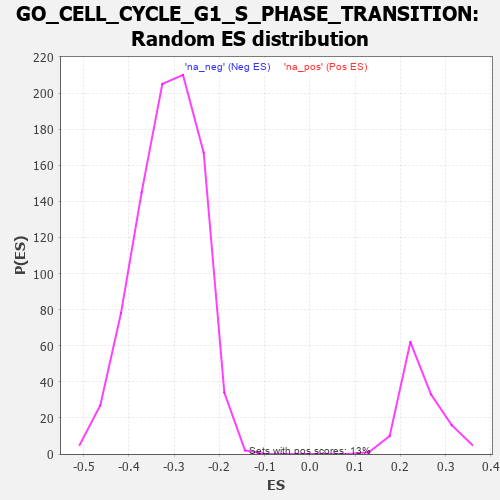 GO_CELL_CYCLE_G1_S_PHASE_TRANSITION:
Random ES distribution
'na_neg' (Neg ES) 'na_pos' (Pos ES)
220
200
180
160
140
120
100
80
60
40
20
0
P(ES)
Sets with pos scores: 13%
-0.5 -0.4 -0.3 -0.2 -0.1 0.0 0.1 0.2 0.3 0.4
ES